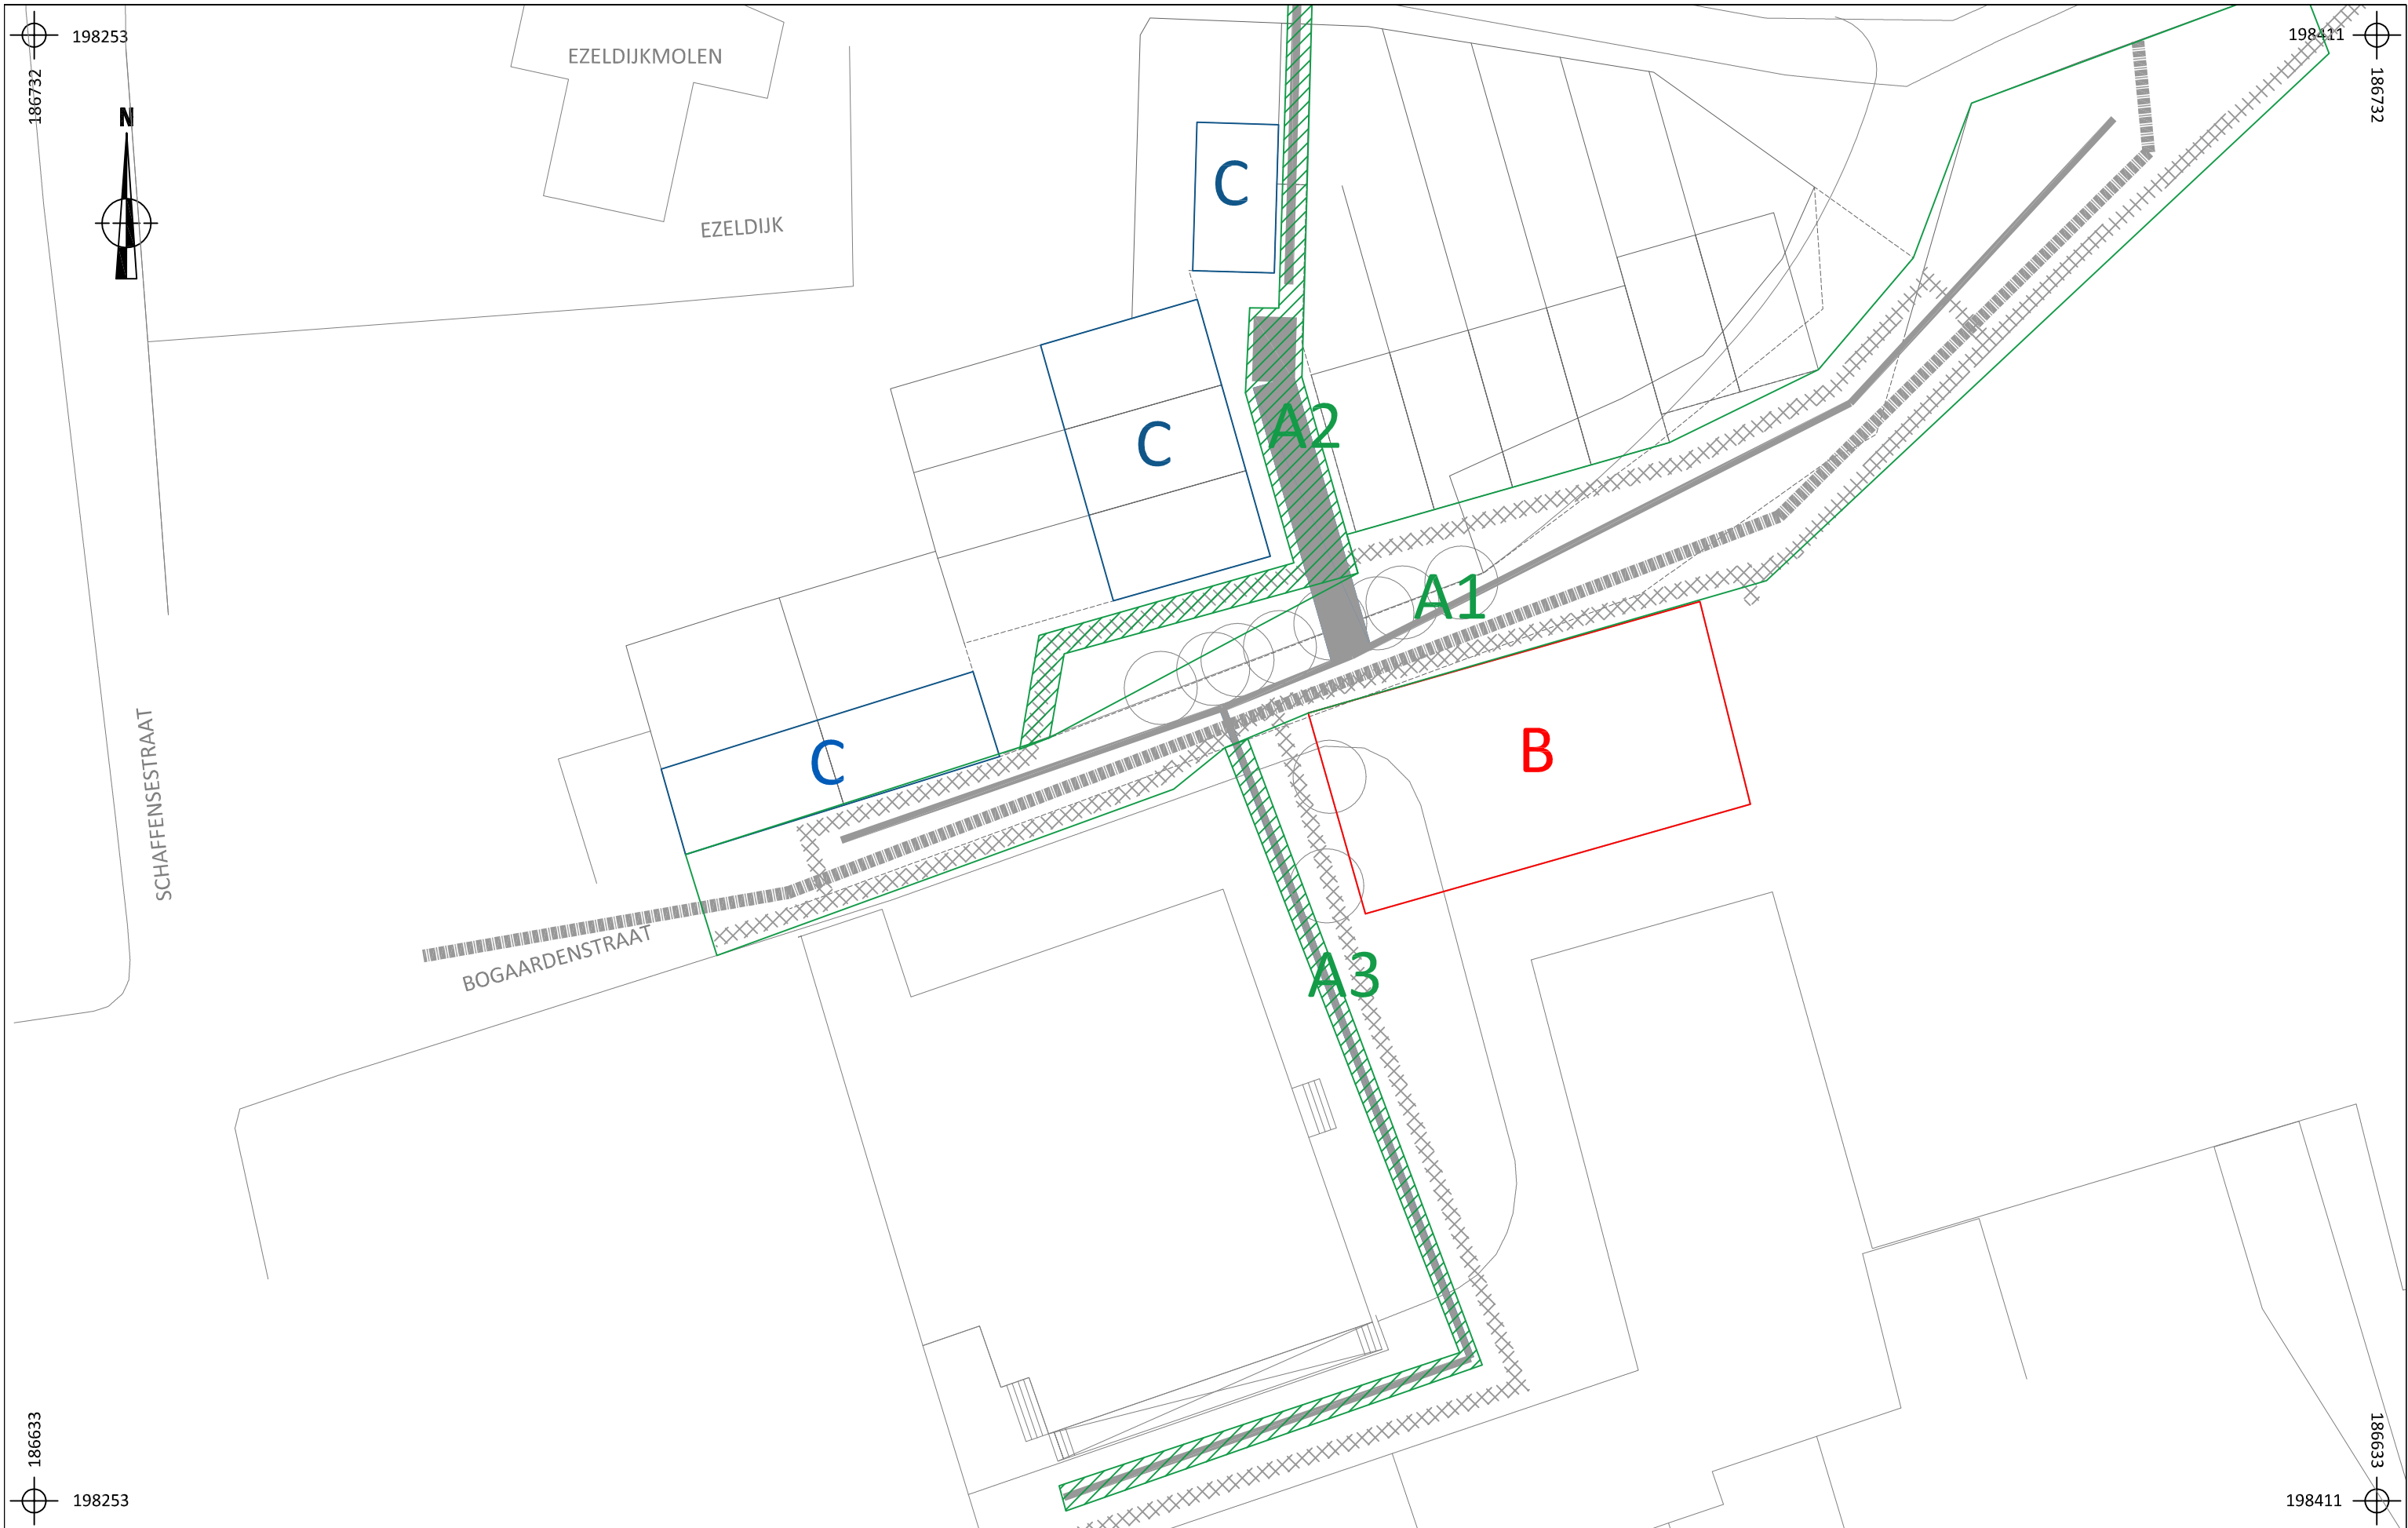 198253
186732
N
EZELDIJKMOLEN
EZELDIJK
198411
186732
C
C
A2
A1
C
B
SCHAFFENSESTRAAT
BOGAARDENSTRAAT
A3
186633
198253
186633
198411